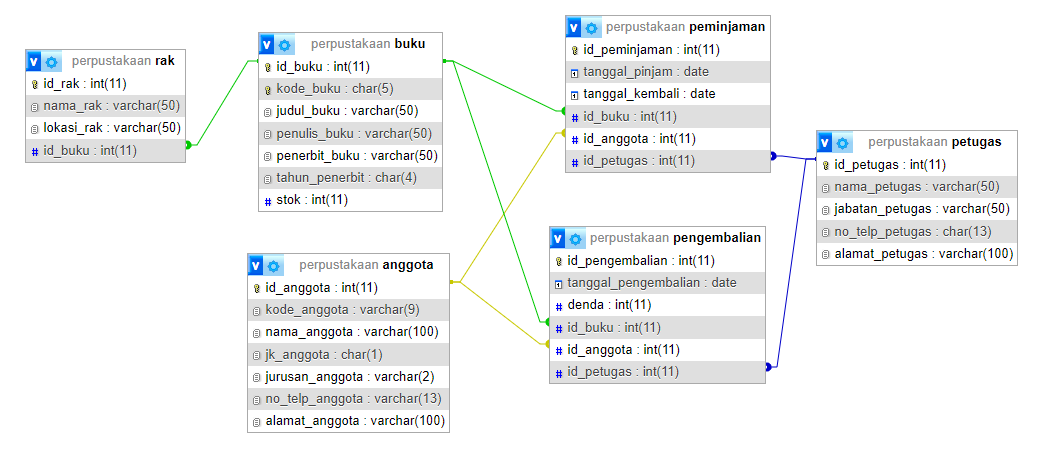 perpustakaan rak
id_rak : int(11)
nama_rak : varchar(50)
lokasi_rak : varchar(50)
# id_buku : int(11)
perpustakaan buku
id_buku : int(11)
kode_buku : char(5)
judul_buku : varchar(50)
penulis_buku : varchar(50)
penerbit_buku : varchar(50)
tahun_penerbit : char(4)
# stok : int(11)
perpustakaan anggota
id_anggota : int(11)
kode_anggota : varchar(9)
nama_anggota : varchar(100)
jk_anggota : char(1)
jurusan_anggota : varchar(2)
no_telp_anggota : varchar(13)
alamat_anggota : varchar(100)
perpustakaan peminjaman
id_peminjaman : int(11)
tanggal_pinjam : date
tanggal_kembali : date
# id_buku : int(11)
# id_anggota : int(11)
# id_petugas : int(11)
perpustakaan pengembalian
id_pengembalian : int(11)
tanggal_pengembalian : date
# denda : int(11)
# id_buku : int(11)
# id_anggota : int(11)
# id_petugas : int(11)
perpustakaan petugas
id_petugas : int(11)
nama_petugas : varchar(50)
jabatan_petugas : varchar(50)
no_telp_petugas : char(13)
alamat_petugas : varchar(100)